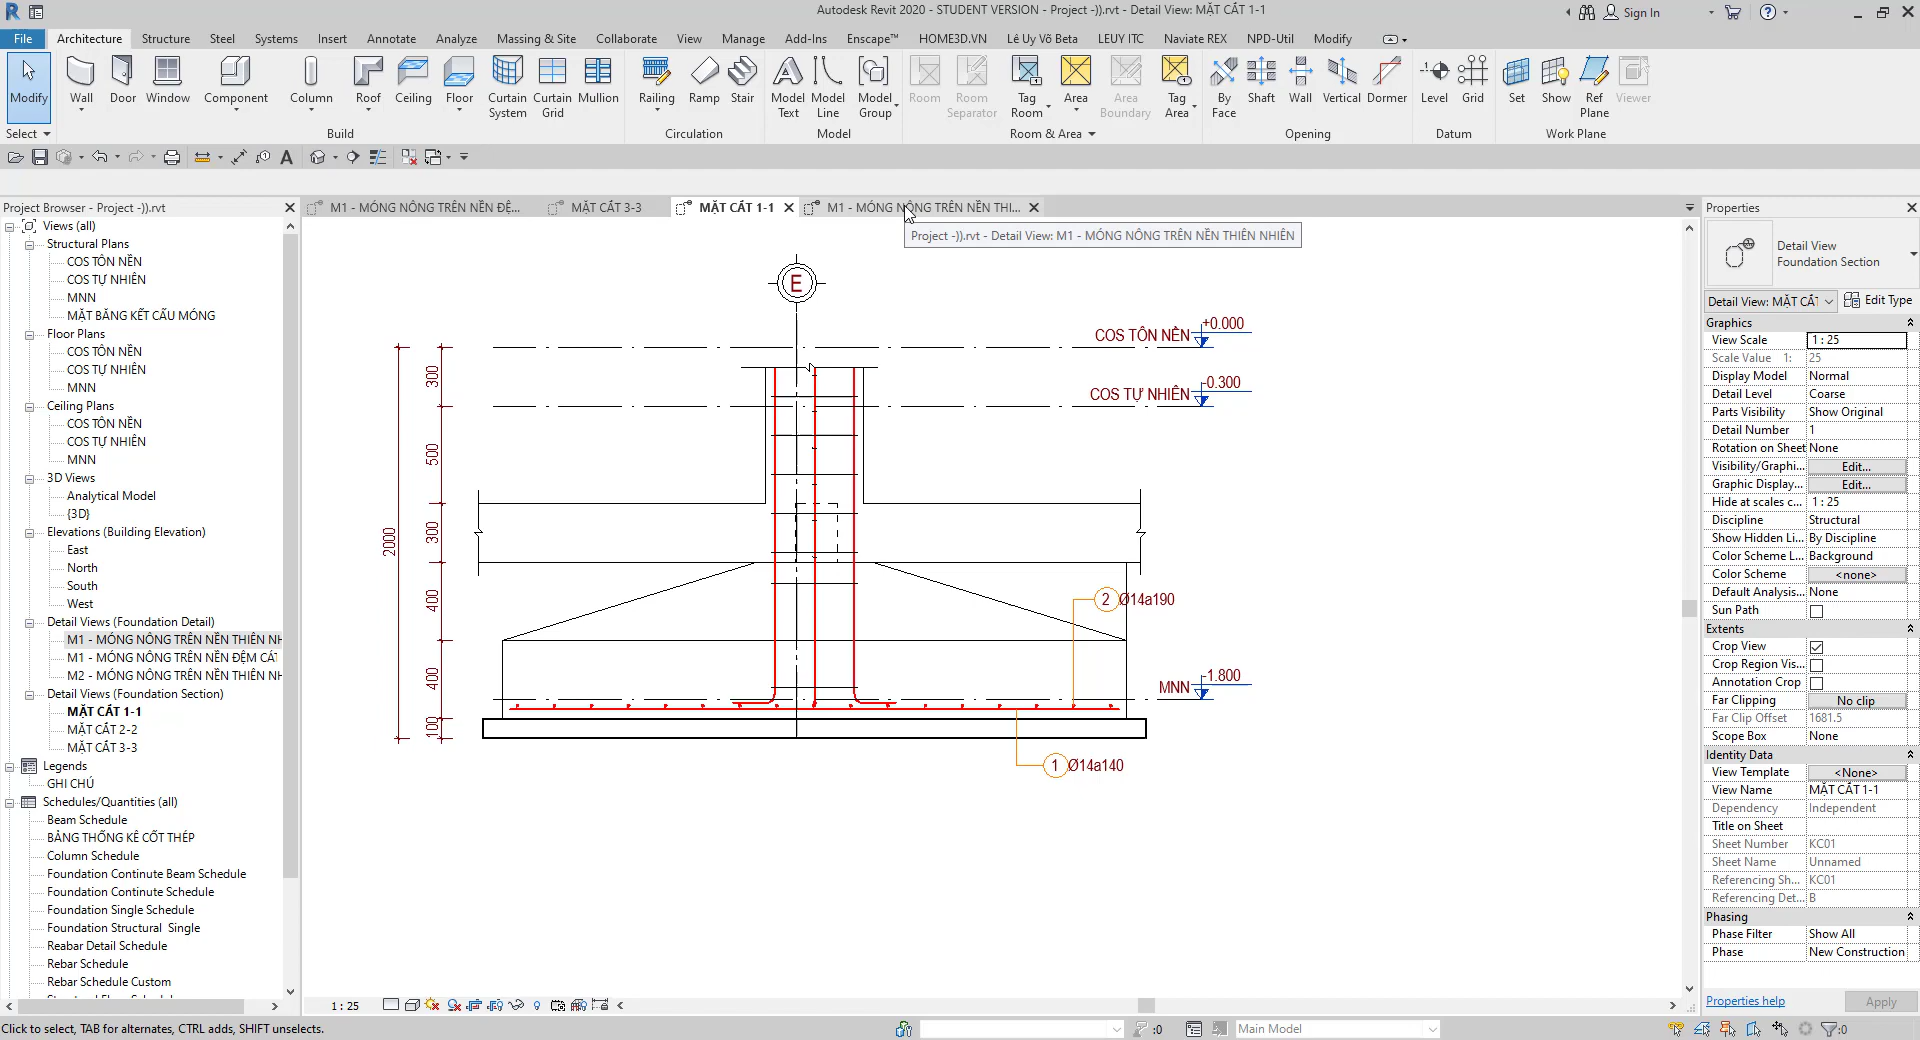 Autodesk Revit 2020 - STUDENT VERSION - Project -)).rvt - Detail View: MẶT CẮT 1-1
Sign In
File Architecture Structure Steel Systems Insert Annotate Analyze Massing & Site Collaborate View Manage Add-Ins Enscape™ HOME3D.VN Lê Uy Võ Beta LEUY ITC Naviate REX NPD-Util Modify
Modify Wall Door Window Component Column Roof Ceiling Floor Curtain System Curtain Grid Mullion Railing Ramp Stair Model Text Model Line Model Group Room Room Separator Tag Room Area Area Boundary Tag Area By Face Shaft Wall Vertical Dormer Level Grid Set Show Ref Plane Viewer
Select Build Circulation Model Room & Area Opening Datum Work Plane
Project Browser - Project -)).rvt
M1 - MÓNG NÔNG TRÊN NỀN ĐỆ... MẶT CẮT 3-3 MẶT CẮT 1-1 M1 - MÓNG NÔNG TRÊN NỀN THI...
Project -)).rvt - Detail View: M1 - MÓNG NÔNG TRÊN NỀN THIÊN NHIÊN
Views (all)
Structural Plans
COS TÔN NỀN
COS TỰ NHIÊN
MNN
MẶT BẰNG KẾT CẤU MÓNG
Floor Plans
COS TÔN NỀN
COS TỰ NHIÊN
MNN
Ceiling Plans
COS TÔN NỀN
COS TỰ NHIÊN
MNN
3D Views
Analytical Model
{3D}
Elevations (Building Elevation)
East
North
South
West
Detail Views (Foundation Detail)
M1 - MÓNG NÔNG TRÊN NỀN THIÊN NH
M1 - MÓNG NÔNG TRÊN NỀN ĐỆM CÁT
M2 - MÓNG NÔNG TRÊN NỀN THIÊN NH
Detail Views (Foundation Section)
MẶT CẮT 1-1
MẶT CẮT 2-2
MẶT CẮT 3-3
Legends
GHI CHÚ
Schedules/Quantities (all)
Beam Schedule
BẢNG THỐNG KÊ CỐT THÉP
Column Schedule
Foundation Continute Beam Schedule
Foundation Continute Schedule
Foundation Single Schedule
Foundation Structural Single
Reabar Detail Schedule
Rebar Schedule
Rebar Schedule Custom
E
COS TÔN NỀN +0.000
COS TỰ NHIÊN -0.300
MNN -1.800
2000
300
500
300
400
400
100
2 Ø14a190
1 Ø14a140
Properties
Detail View
Foundation Section
Detail View: MẶT CẮT Edit Type
Graphics
View Scale 1 : 25
Scale Value 1: 25
Display Model Normal
Detail Level Coarse
Parts Visibility Show Original
Detail Number 1
Rotation on Sheet None
Visibility/Graphi... Edit...
Graphic Display... Edit...
Hide at scales c... 1 : 25
Discipline Structural
Show Hidden Li... By Discipline
Color Scheme L... Background
Color Scheme <none>
Default Analysis... None
Sun Path
Extents
Crop View
Crop Region Vis...
Annotation Crop
Far Clipping No clip
Far Clip Offset 1681.5
Scope Box None
Identity Data
View Template <None>
View Name MẶT CẮT 1-1
Dependency Independent
Title on Sheet
Sheet Number KC01
Sheet Name Unnamed
Referencing Sh... KC01
Referencing Det... B
Phasing
Phase Filter Show All
Phase New Construction
Properties help Apply
1 : 25
Click to select, TAB for alternates, CTRL adds, SHIFT unselects. :0 Main Model :0